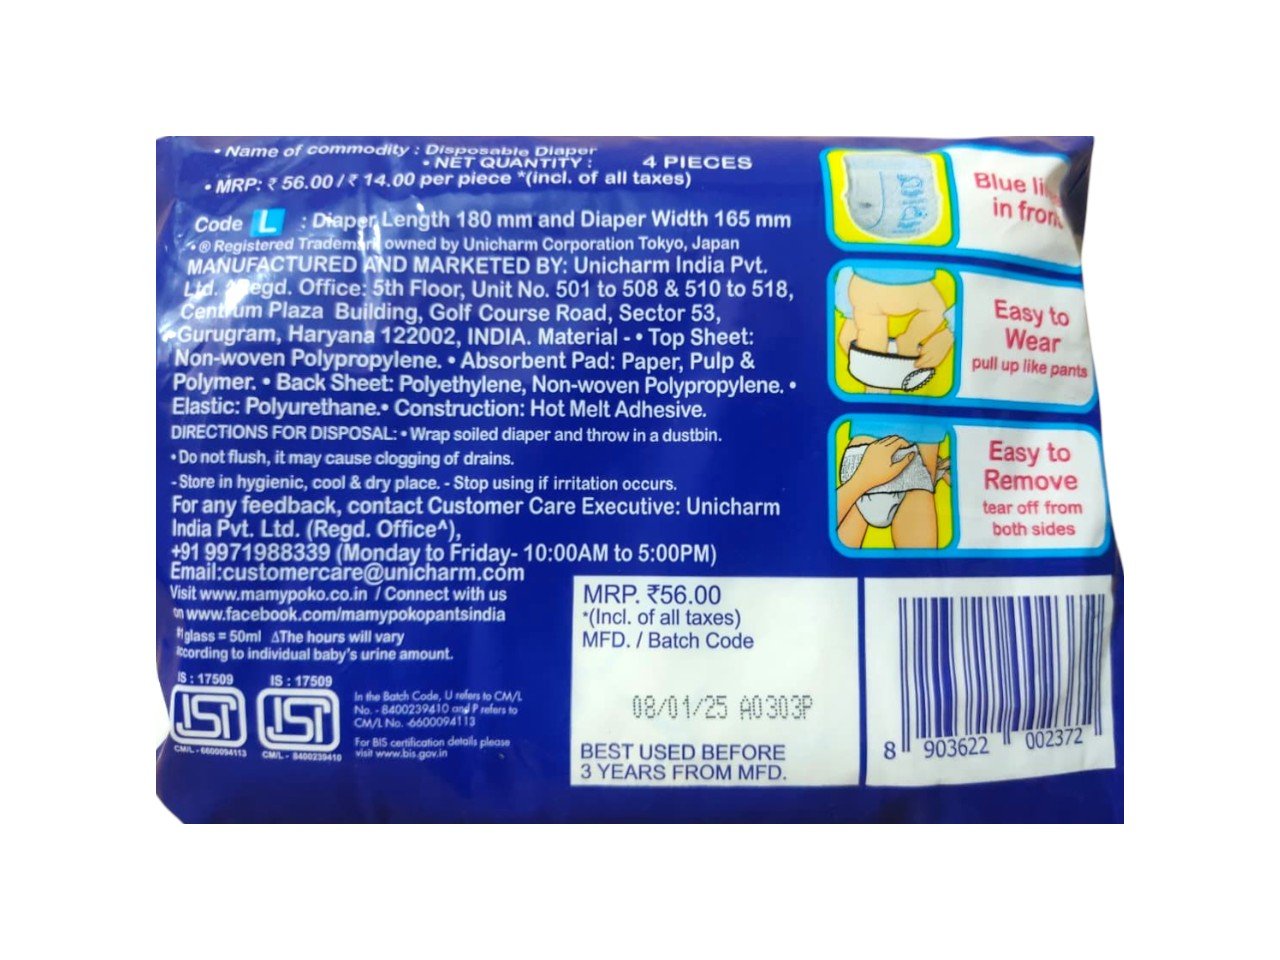 • Name of commodity : Disposable Diaper
• NET QUANTITY : 4 PIECES
• MRP: ₹ 56.00 / ₹ 14.00 per piece *(incl. of all taxes)
Code L : Diaper Length 180 mm and Diaper Width 165 mm
• ® Registered Trademark owned by Unicharm Corporation Tokyo, Japan
MANUFACTURED AND MARKETED BY: Unicharm India Pvt.
Ltd. ^Regd. Office: 5th Floor, Unit No. 501 to 508 & 510 to 518,
Centrum Plaza Building, Golf Course Road, Sector 53,
Gurugram, Haryana 122002, INDIA. Material - • Top Sheet:
Non-woven Polypropylene. • Absorbent Pad: Paper, Pulp &
Polymer. • Back Sheet: Polyethylene, Non-woven Polypropylene. •
Elastic: Polyurethane.• Construction: Hot Melt Adhesive.
DIRECTIONS FOR DISPOSAL: • Wrap soiled diaper and throw in a dustbin.
• Do not flush, it may cause clogging of drains.
- Store in hygienic, cool & dry place. - Stop using if irritation occurs.
For any feedback, contact Customer Care Executive: Unicharm
India Pvt. Ltd. (Regd. Office^),
+91 9971988339 (Monday to Friday- 10:00AM to 5:00PM)
Email:customercare@unicharm.com
Visit www.mamypoko.co.in / Connect with us
on www.facebook.com/mamypokopantsindia
glass = 50ml ΔThe hours will vary
according to individual baby's urine amount.
IS : 17509 IS : 17509
ISI ISI
CM/L - 6600094113 CM/L - 8400239410
In the Batch Code, U refers to CM/L
No. - 8400239410 and P refers to
CM/L No. -6600094113
For BIS certification details please
visit www.bis.gov.in
MRP. ₹56.00
*(Incl. of all taxes)
MFD. / Batch Code
08/01/25 A0303P
BEST USED BEFORE
3 YEARS FROM MFD.
8 903622 002372
Blue
in front
Easy to
Wear
pull up like pants
Easy to
Remove
tear off from
both sides